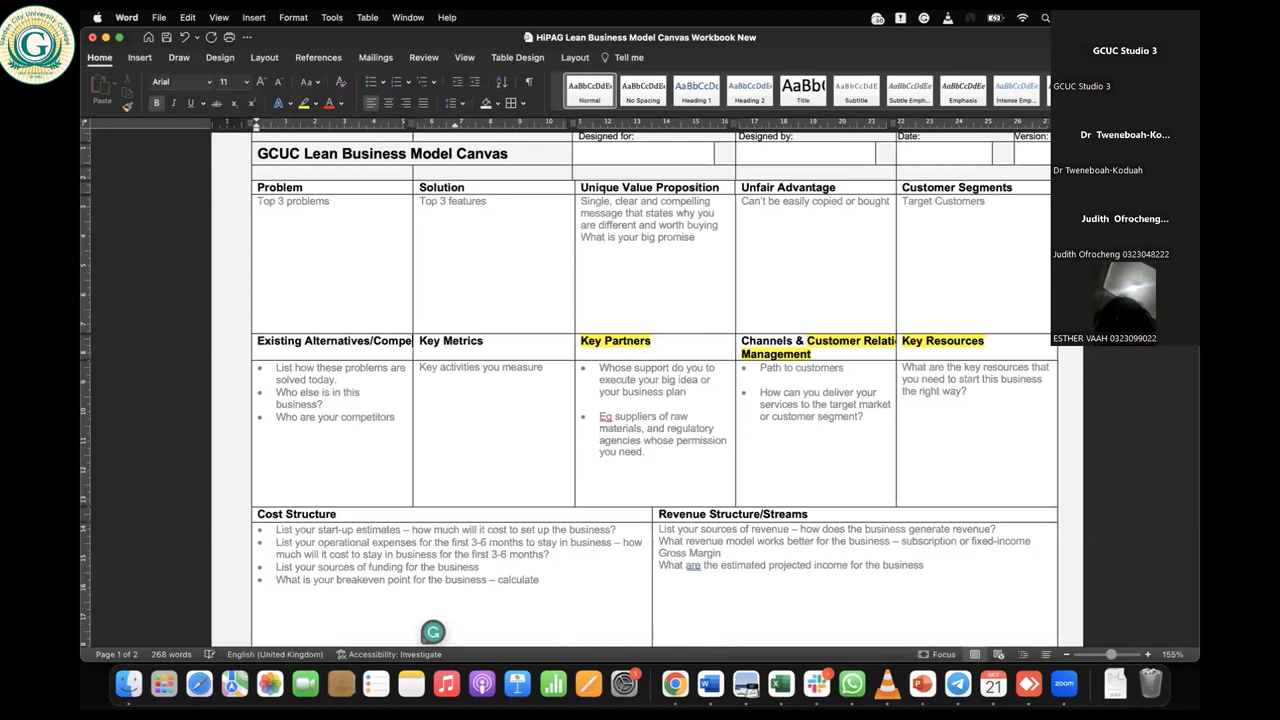 Word File Edit View Insert Format Tools Table Window Help
HiPAG Lean Business Model Canvas Workbook New
Home Insert Draw Design Layout References Mailings Review View Table Design Layout Tell me
Paste
Arial 11
AaBbCcDdEe AaBbCcDdEe AaBbCcDc AaBbCcDdEe AaBb( AaBbCcDdEe AaBbCcDdEe AaBbCcDdEe AaBbCcDdEe
Normal No Spacing Heading 1 Heading 2 Title Subtitle Subtle Emph... Emphasis Intense Emp...
Designed for: Designed by: Date: Version:
GCUC Lean Business Model Canvas
Problem Solution Unique Value Proposition Unfair Advantage Customer Segments
Top 3 problems
Top 3 features
Single, clear and compelling
message that states why you
are different and worth buying
What is your big promise
Can't be easily copied or bought
Target Customers
Existing Alternatives/Compe Key Metrics Key Partners Channels & Customer Relati Key Resources
Management
• List how these problems are
solved today.
• Who else is in this
business?
• Who are your competitors
Key activities you measure
• Whose support do you to
execute your big idea or
your business plan
• Eg suppliers of raw
materials, and regulatory
agencies whose permission
you need.
• Path to customers
• How can you deliver your
services to the target market
or customer segment?
What are the key resources that
you need to start this business
the right way?
Cost Structure
• List your start-up estimates – how much will it cost to set up the business?
• List your operational expenses for the first 3-6 months to stay in business – how
much will it cost to stay in business for the first 3-6 months?
• List your sources of funding for the business
• What is your breakeven point for the business – calculate
Revenue Structure/Streams
List your sources of revenue – how does the business generate revenue?
What revenue model works better for the business – subscription or fixed-income
Gross Margin
What are the estimated projected income for the business
Page 1 of 2 268 words English (United Kingdom) Accessibility: Investigate Focus 155%
OCT
21
GCUC Studio 3
GCUC Studio 3
Dr Tweneboah-Ko...
Dr Tweneboah-Koduah
Judith Ofrocheng...
Judith Ofrocheng 0323048222
ESTHER VAAH 0323099022